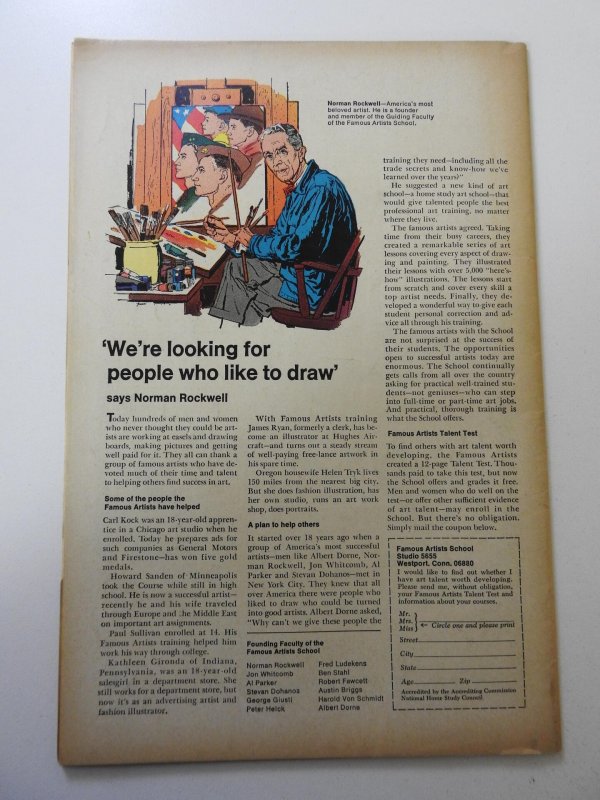 Norman Rockwell—America's most
beloved artist. He is a founder
and member of the Guiding Faculty
of the Famous Artists School.
'We're looking for
people who like to draw'
says Norman Rockwell
Today hundreds of men and women
who never thought they could be art-
ists are working at easels and drawing
boards, making pictures and getting
well paid for it. They all can thank a
group of famous artists who have de-
voted much of their time and talent
to helping others find success in art.
Some of the people the
Famous Artists have helped
Carl Kock was an 18-year-old appren-
tice in a Chicago art studio when he
enrolled. Today he prepares ads for
such companies as General Motors
and Firestone—has won five gold
medals.
Howard Sanden of Minneapolis
took the Course while still in high
school. He is now a successful artist—
recently he and his wife traveled
through Europe and the Middle East
on important art assignments.
Paul Sullivan enrolled at 14. His
Famous Artists training helped him
work his way through college.
Kathleen Gironda of Indiana,
Pennsylvania, was an 18-year-old
salesgirl in a department store. She
still works for a department store, but
now it's as an advertising artist and
fashion illustrator.
With Famous Artists training
James Ryan, formerly a clerk, has be-
come an illustrator at Hughes Air-
craft—and turns out a steady stream
of well-paying free-lance artwork in
his spare time.
Oregon housewife Helen Tryk lives
150 miles from the nearest big city.
But she does fashion illustration, has
her own studio, runs an art work
shop, does portraits.
A plan to help others
It started over 18 years ago when a
group of America's most successful
artists—men like Albert Dorne, Nor-
man Rockwell, Jon Whitcomb, Al
Parker and Stevan Dohanos—met in
New York City. They knew that all
over America there were people who
liked to draw who could be turned
into good artists. Albert Dorne asked,
"Why can't we give these people the
Founding Faculty of the
Famous Artists School
Norman Rockwell
Jon Whitcomb
Al Parker
Stevan Dohanos
George Giusti
Peter Helck
Fred Ludekens
Ben Stahl
Robert Fawcett
Austin Briggs
Harold Von Schmidt
Albert Dorne
training they need—including all the
trade secrets and know-how we've
learned over the years?"
He suggested a new kind of art
school—a home study art school—that
would give talented people the best
professional art training, no matter
where they live.
The famous artists agreed. Taking
time from their busy careers, they
created a remarkable series of art
lessons covering every aspect of draw-
ing and painting. They illustrated
their lessons with over 5,000 "here's-
how" illustrations. The lessons start
from scratch and cover every skill a
top artist needs. Finally, they de-
veloped a wonderful way to give each
student personal correction and ad-
vice all through his training.
The famous artists with the School
are not surprised at the success of
their students. The opportunities
open to successful artists today are
enormous. The School continually
gets calls from all over the country
asking for practical well-trained stu-
dents—not geniuses—who can step
into full-time or part-time art jobs.
And practical, thorough training is
what the School offers.
Famous Artists Talent Test
To find others with art talent worth
developing, the Famous Artists
created a 12-page Talent Test. Thou-
sands paid to take this test, but now
the School offers and grades it free.
Men and women who do well on the
test—or offer other sufficient evidence
of art talent—may enroll in the
School. But there's no obligation.
Simply mail the coupon below.
Famous Artists School
Studio 5655
Westport, Conn. 06880
I would like to find out whether I
have art talent worth developing.
Please send me, without obligation,
your Famous Artists Talent Test and
information about your courses.
Mr.
Mrs. ← Circle one and please print
Miss
Street
City
State
Age Zip
Accredited by the Accrediting Commission
National Home Study Council